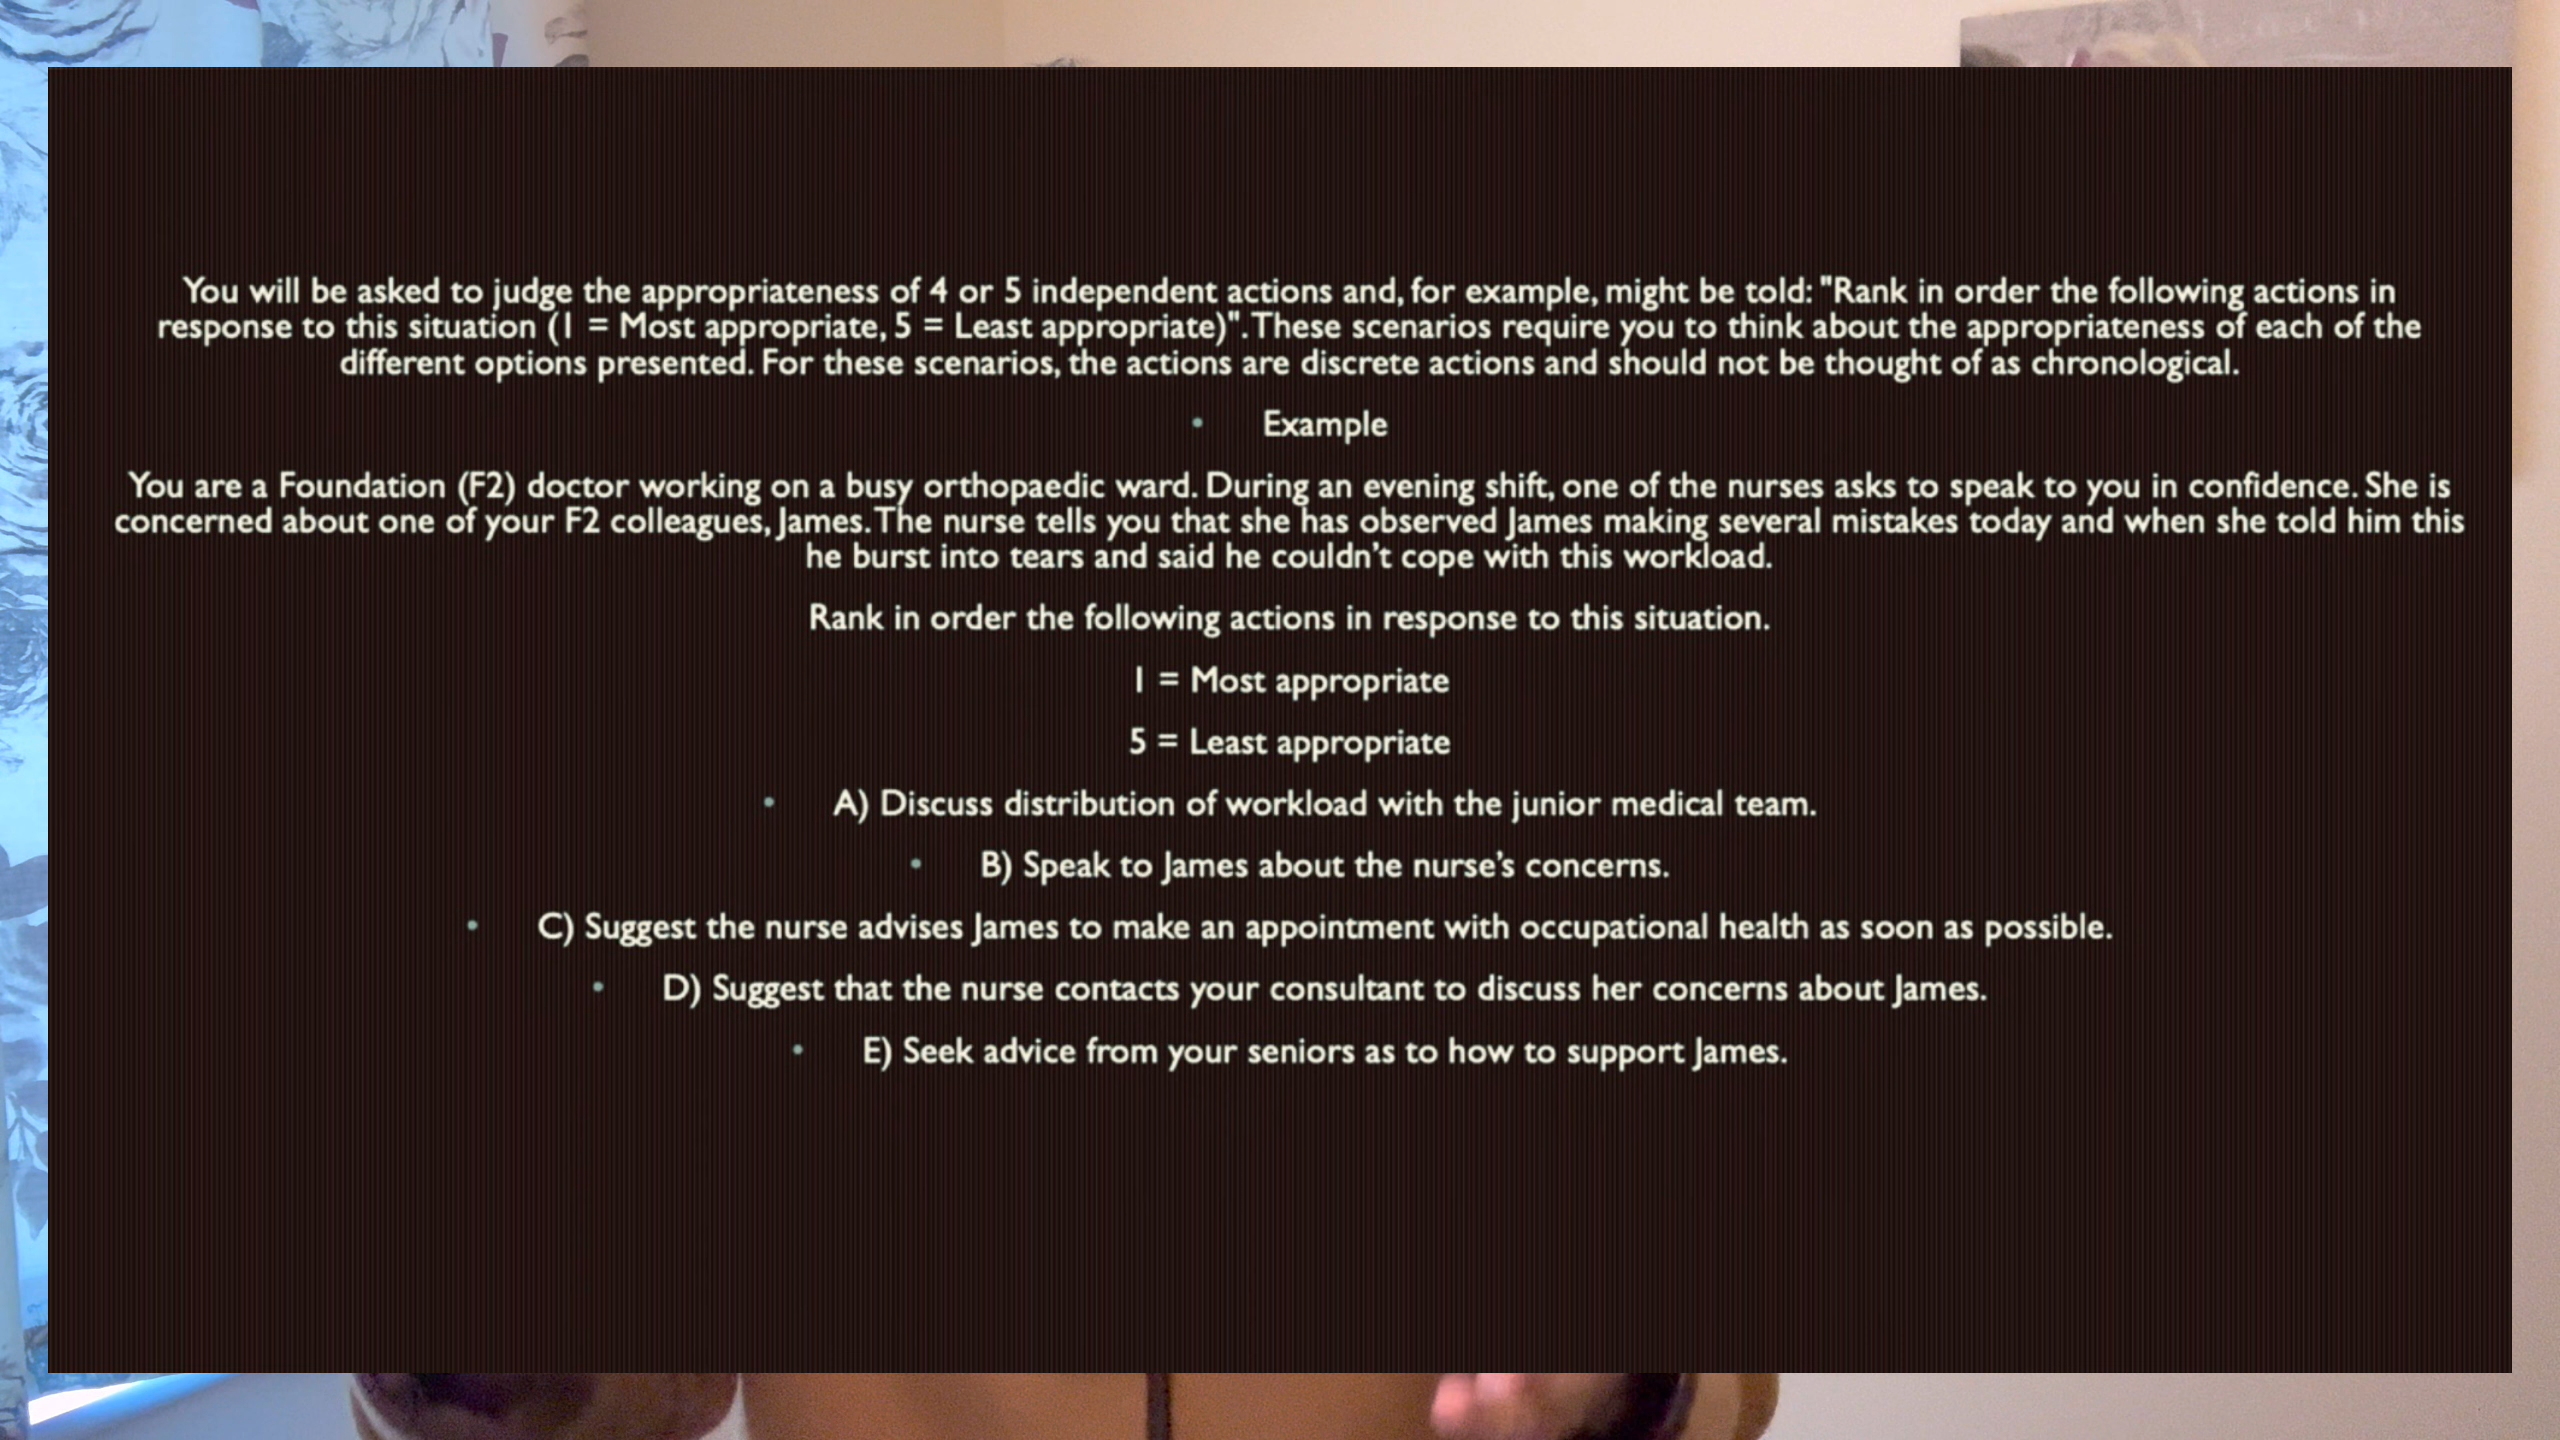 You will be asked to judge the appropriateness of 4 or 5 independent actions and, for example, might be told: "Rank in order the following actions in
response to this situation (1 = Most appropriate, 5 = Least appropriate)". These scenarios require you to think about the appropriateness of each of the
different options presented. For these scenarios, the actions are discrete actions and should not be thought of as chronological.
• Example
You are a Foundation (F2) doctor working on a busy orthopaedic ward. During an evening shift, one of the nurses asks to speak to you in confidence. She is
concerned about one of your F2 colleagues, James. The nurse tells you that she has observed James making several mistakes today and when she told him this
he burst into tears and said he couldn't cope with this workload.
Rank in order the following actions in response to this situation.
1 = Most appropriate
5 = Least appropriate
• A) Discuss distribution of workload with the junior medical team.
• B) Speak to James about the nurse's concerns.
• C) Suggest the nurse advises James to make an appointment with occupational health as soon as possible.
• D) Suggest that the nurse contacts your consultant to discuss her concerns about James.
• E) Seek advice from your seniors as to how to support James.